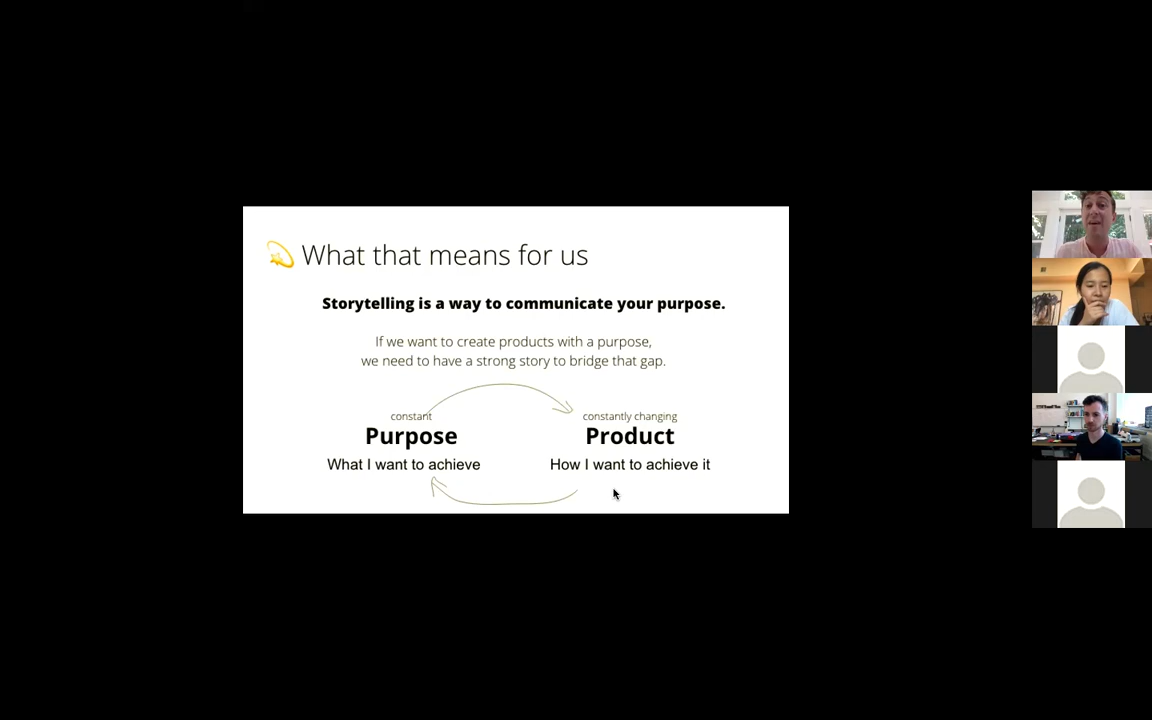 💫 What that means for us
Storytelling is a way to communicate your purpose.
If we want to create products with a purpose,
we need to have a strong story to bridge that gap.
constant
Purpose
What I want to achieve
constantly changing
Product
How I want to achieve it